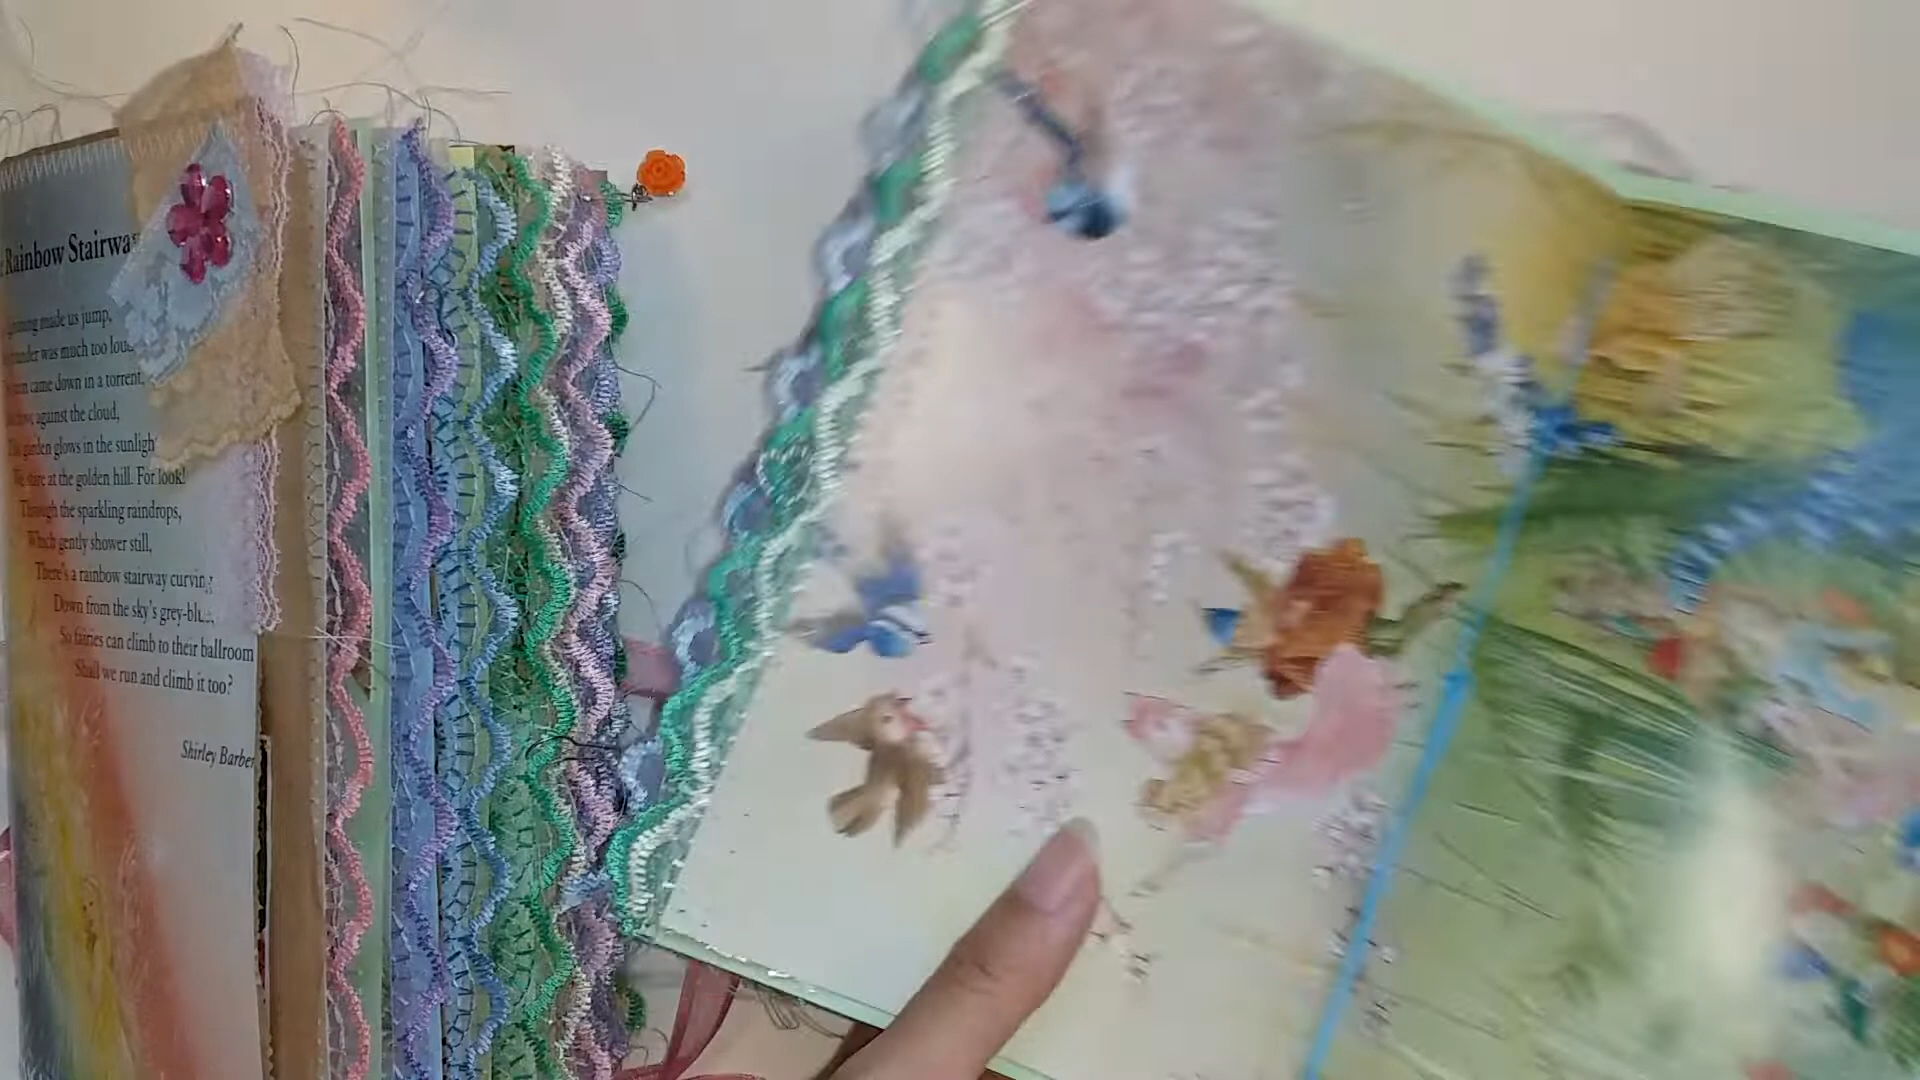 Rainbow Stairway
made us jump,
was much too loud
came down in a torrent,
against the cloud,
garden glows in the sunligh
We stare at the golden hill. For look!
Through the sparkling raindrops,
Which gently shower still,
There's a rainbow stairway curving
Down from the sky's grey-blue,
So fairies can climb to their ballroom
Shall we run and climb it too?
Shirley Barber